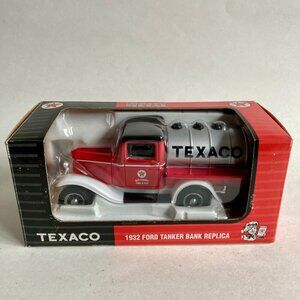 TEXACO
TEXACO
1932 FORD TANKER BANK REPLICA